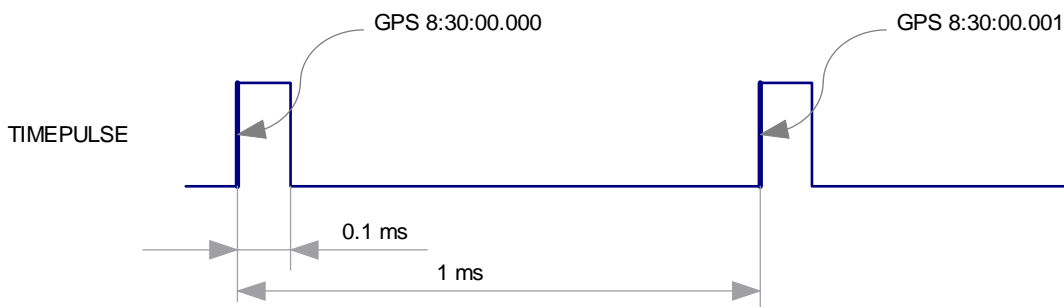 GPS 8:30:00.000
GPS 8:30:00.001
TIMEPULSE
0.1 ms
1 ms